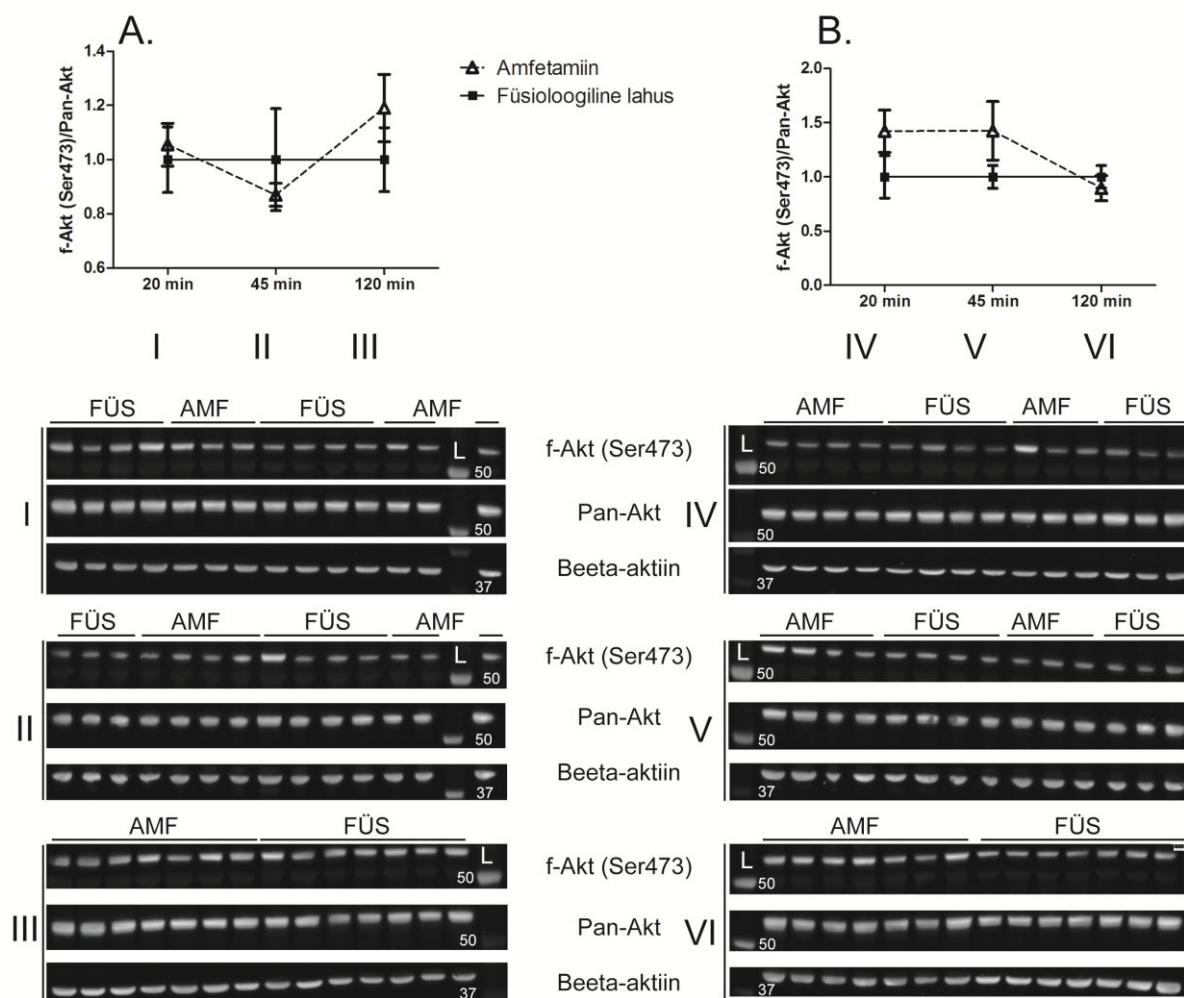 A.
f-Akt (Ser473)/Pan-Akt
1.4
1.2
1.0
0.8
0.6
20 min 45 min 120 min
Amfetamiin
Füsioloogiline lahus
B.
f-Akt (Ser473)/Pan-Akt
2.0
1.5
1.0
0.5
0.0
20 min 45 min 120 min
I II III
IV V VI
FÜS AMF FÜS AMF
L
50
50
37
I
f-Akt (Ser473)
Pan-Akt
Beeta-aktiin
AMF FÜS AMF FÜS
L
50
50
37
IV
FÜS AMF FÜS AMF
L
50
50
37
II
f-Akt (Ser473)
Pan-Akt
Beeta-aktiin
AMF FÜS AMF FÜS
L
50
50
37
V
AMF FÜS
L
50
50
37
III
f-Akt (Ser473)
Pan-Akt
Beeta-aktiin
AMF FÜS
L
50
50
37
VI